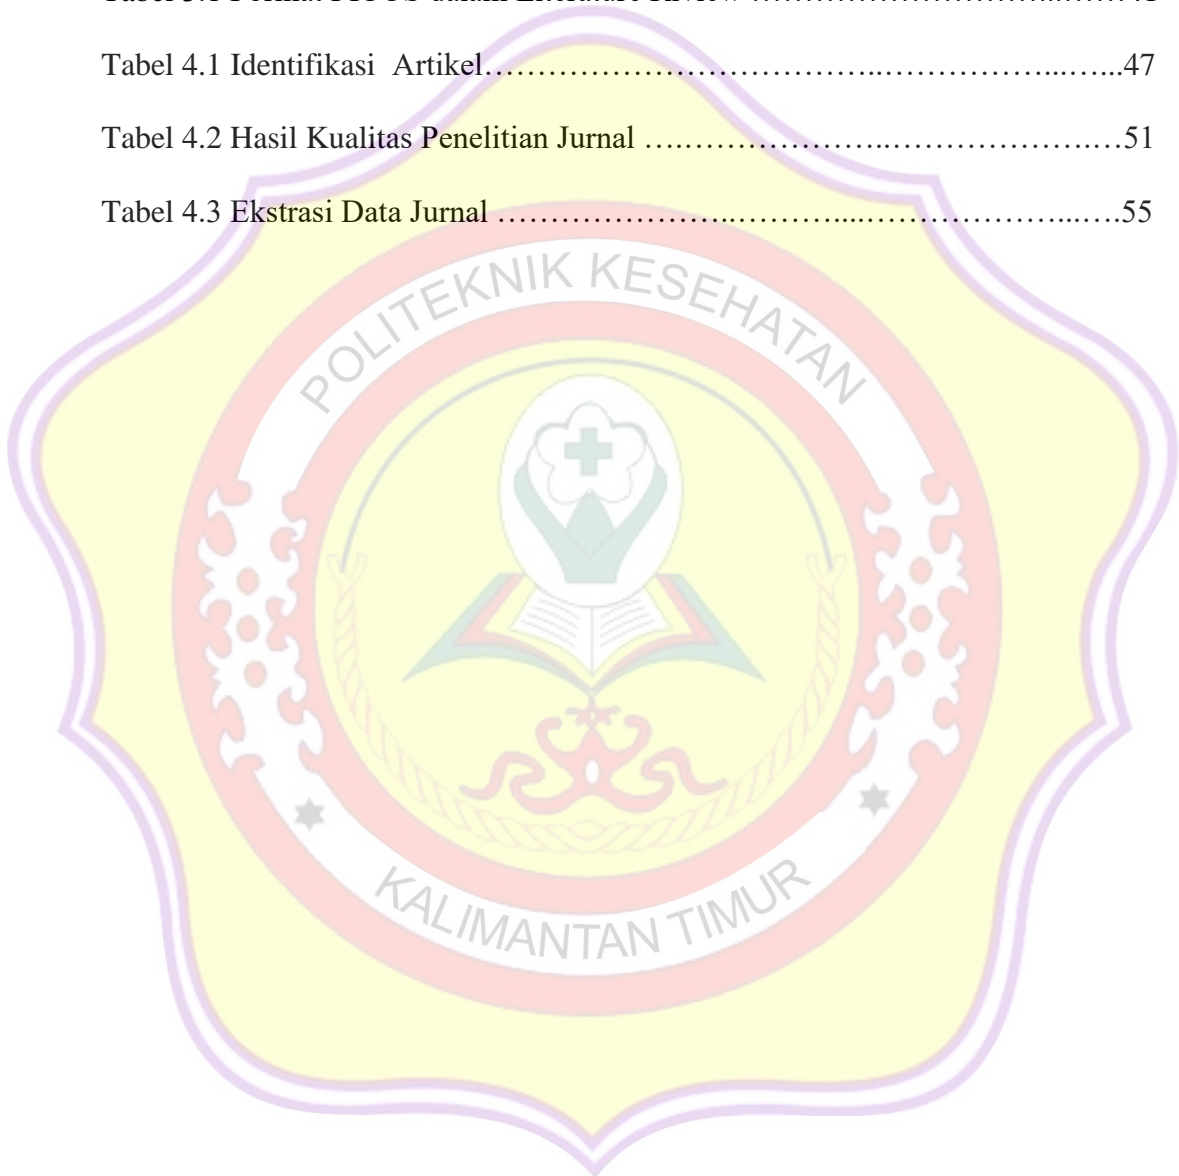 Tabel 4.1 Identifikasi  Artikel………………………………..……………...…...47
Tabel 4.2 Hasil Kualitas Penelitian Jurnal ….………………..……………….…51
Tabel 4.3 Ekstrasi Data Jurnal …………………..………....………………...….55
POLITEKNIK KESEHATAN
KALIMANTAN TIMUR